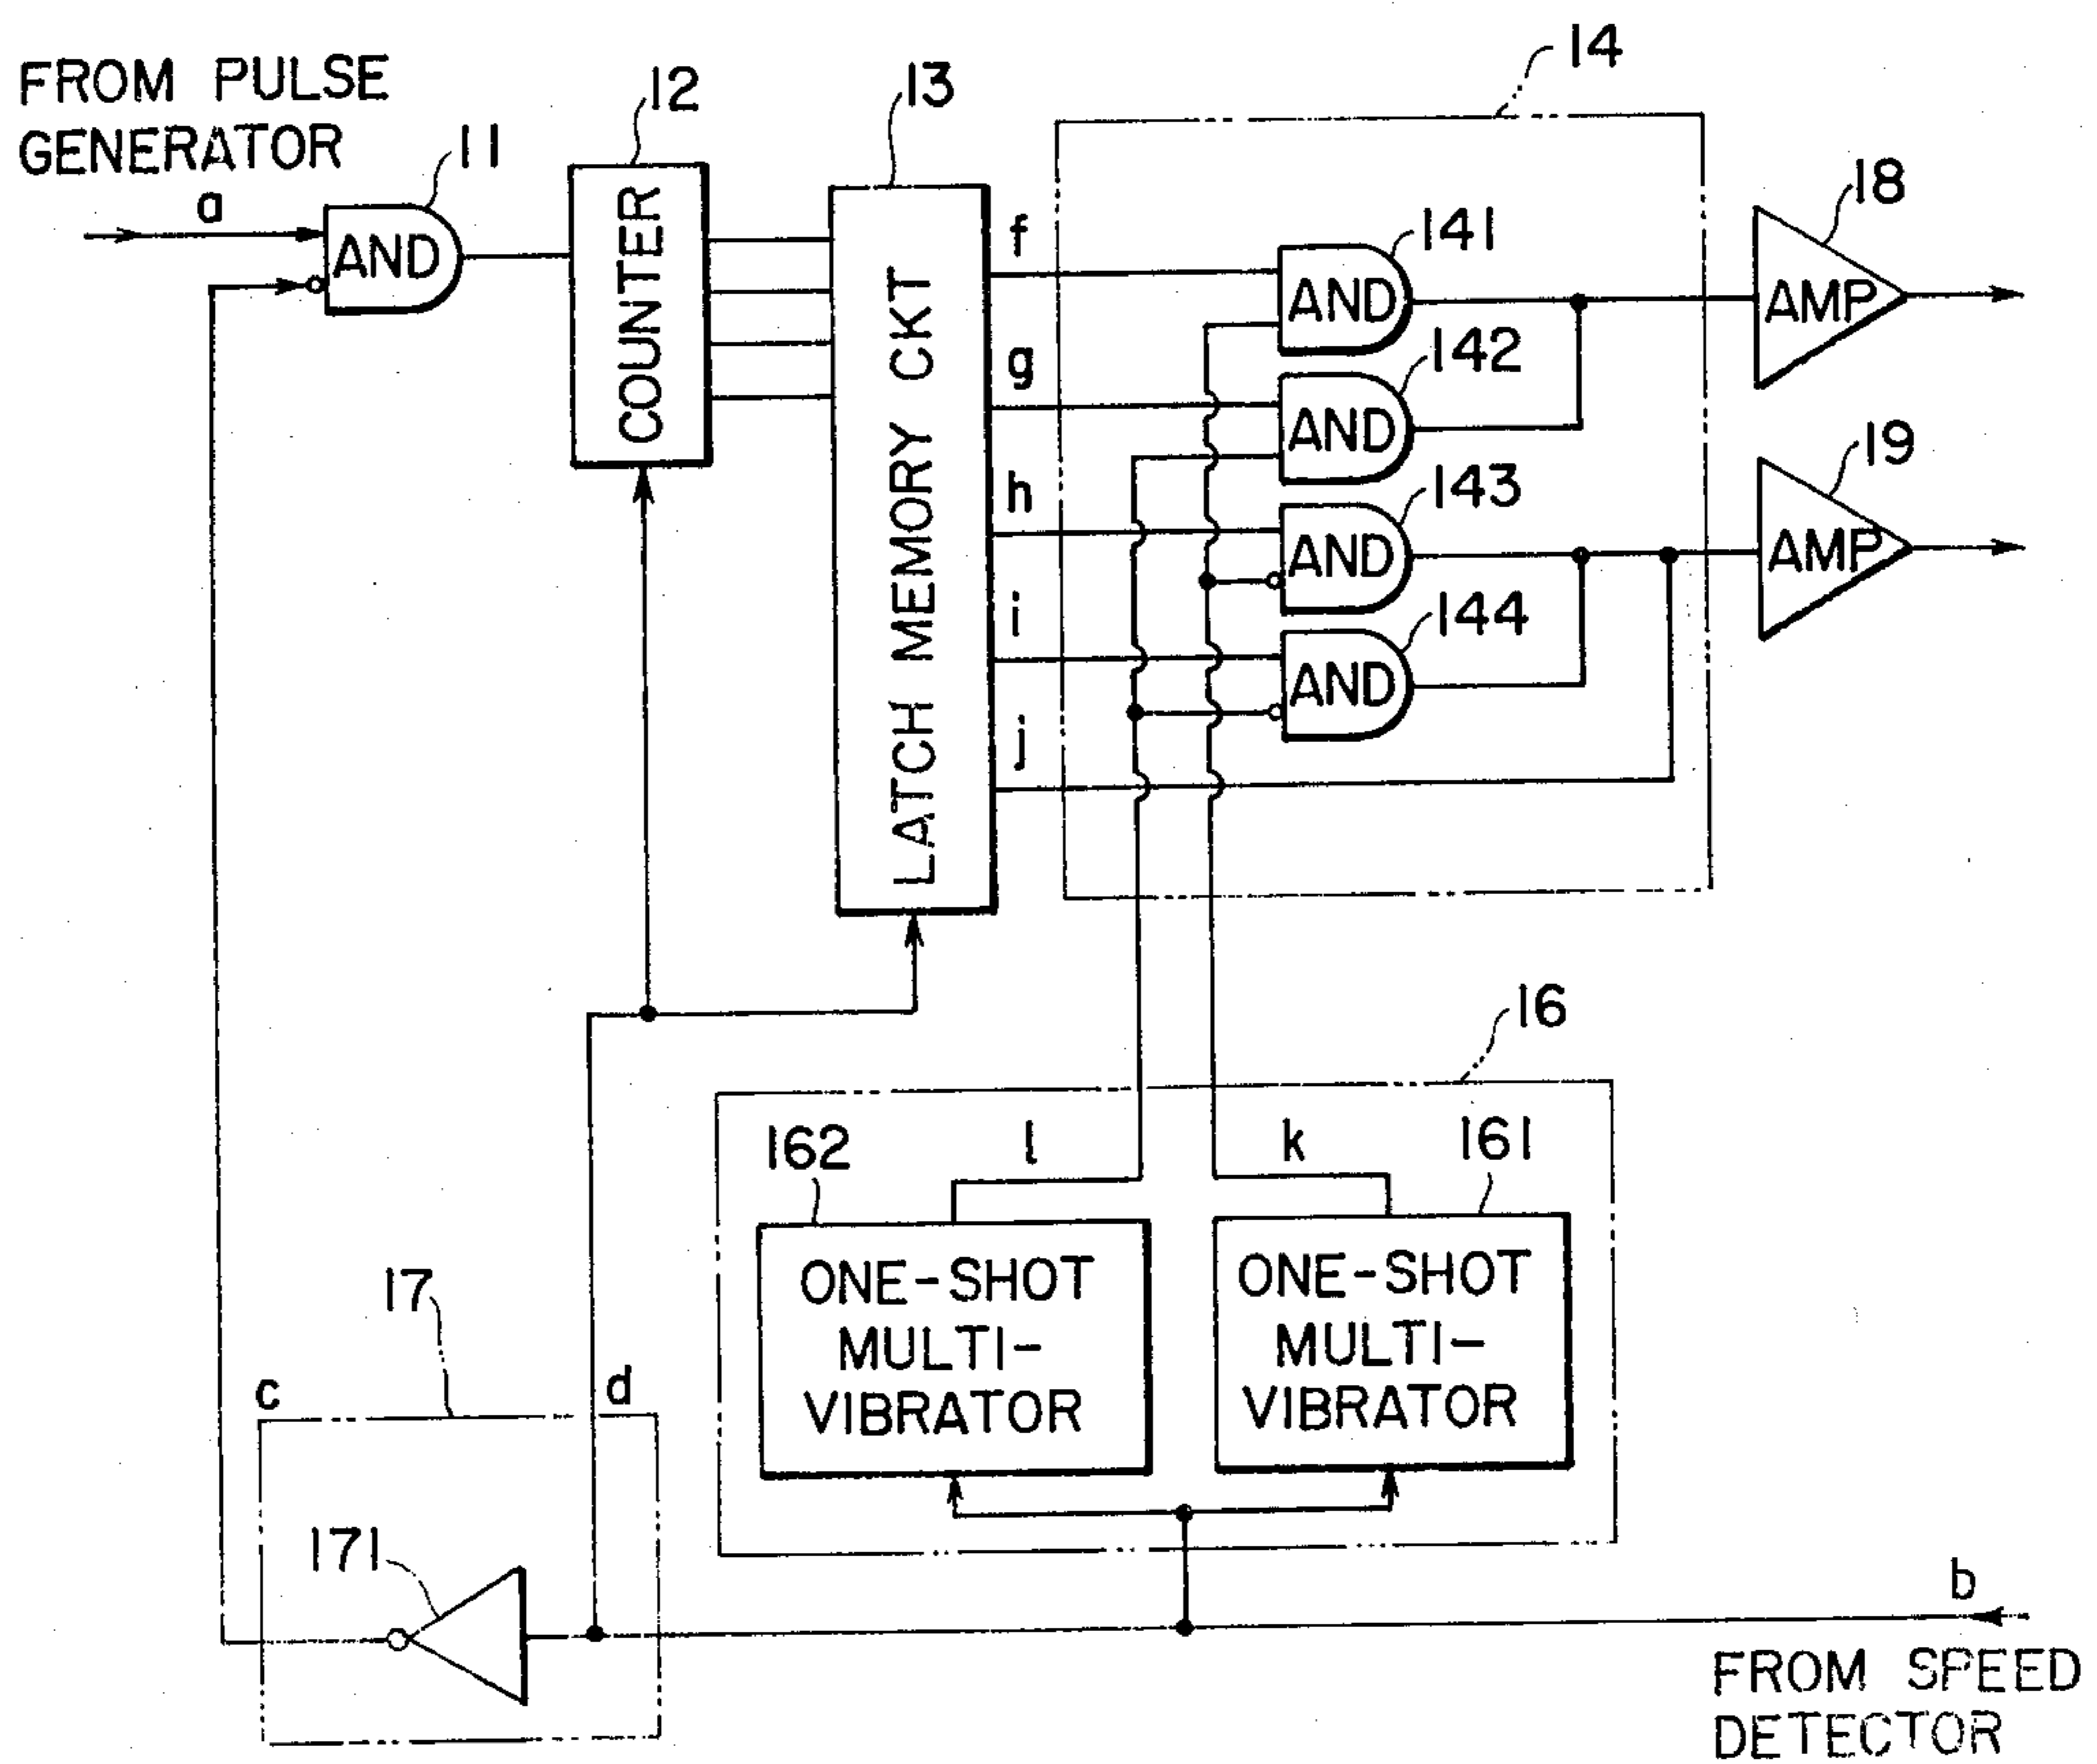 FROM PULSE
GENERATOR
a
11
AND
12
COUNTER
13
LATCH MEMORY CKT
f
g
h
i
j
14
141
AND
142
AND
143
AND
144
AND
18
AMP
19
AMP
16
l
k
162
ONE-SHOT
MULTI-
VIBRATOR
161
ONE-SHOT
MULTI-
VIBRATOR
17
c
d
171
b
FROM SPEED
DETECTOR